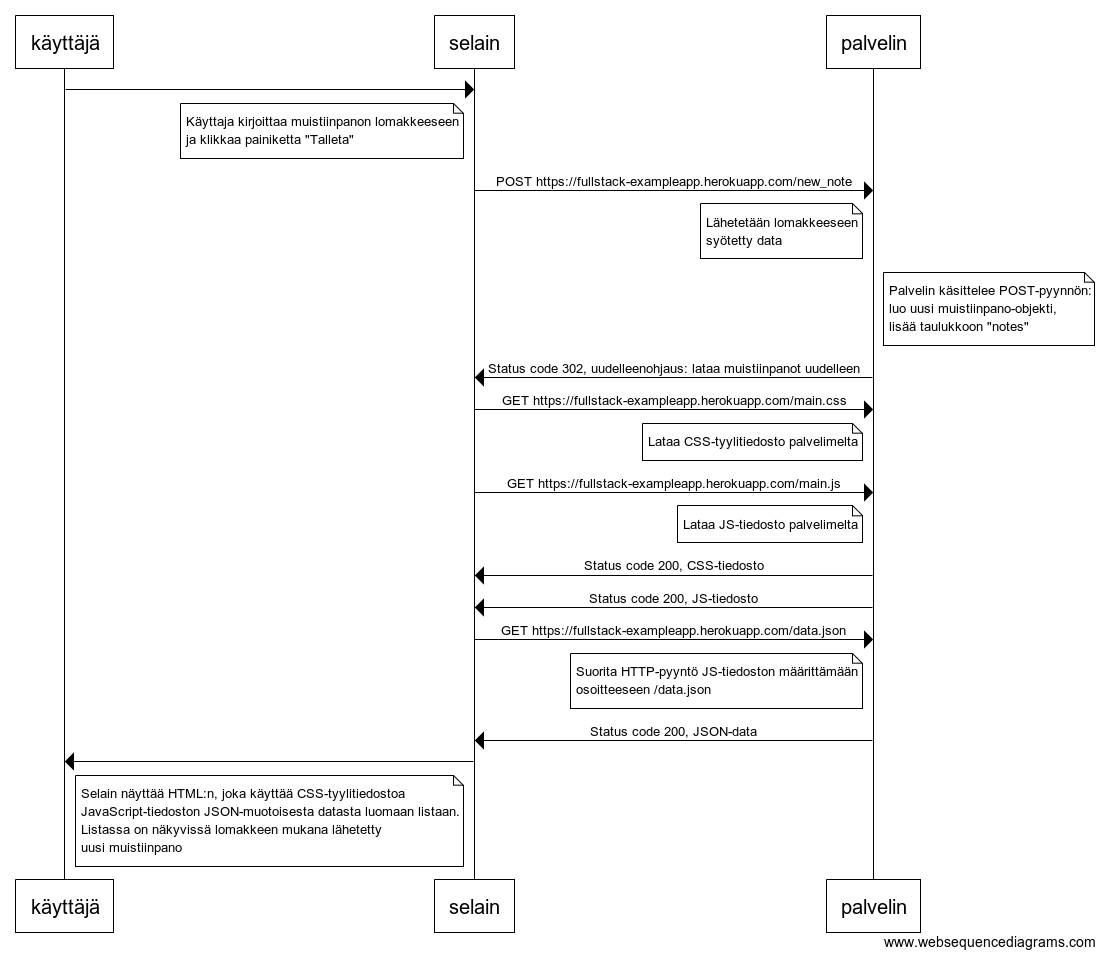 käyttäjä selain palvelin
Käyttaja kirjoittaa muistiinpanon lomakkeeseen
ja klikkaa painiketta "Talleta"
POST https://fullstack-exampleapp.herokuapp.com/new_note
Lähetetään lomakkeeseen
syötetty data
Palvelin käsittelee POST-pyynnön:
luo uusi muistiinpano-objekti,
lisää taulukkoon "notes"
Status code 302, uudelleenohjaus: lataa muistiinpanot uudelleen
GET https://fullstack-exampleapp.herokuapp.com/main.css
Lataa CSS-tyylitiedosto palvelimelta
GET https://fullstack-exampleapp.herokuapp.com/main.js
Lataa JS-tiedosto palvelimelta
Status code 200, CSS-tiedosto
Status code 200, JS-tiedosto
GET https://fullstack-exampleapp.herokuapp.com/data.json
Suorita HTTP-pyyntö JS-tiedoston määrittämään
osoitteeseen /data.json
Status code 200, JSON-data
Selain näyttää HTML:n, joka käyttää CSS-tyylitiedostoa
JavaScript-tiedoston JSON-muotoisesta datasta luomaan listaan.
Listassa on näkyvissä lomakkeen mukana lähetetty
uusi muistiinpano
käyttäjä selain palvelin
www.websequencediagrams.com